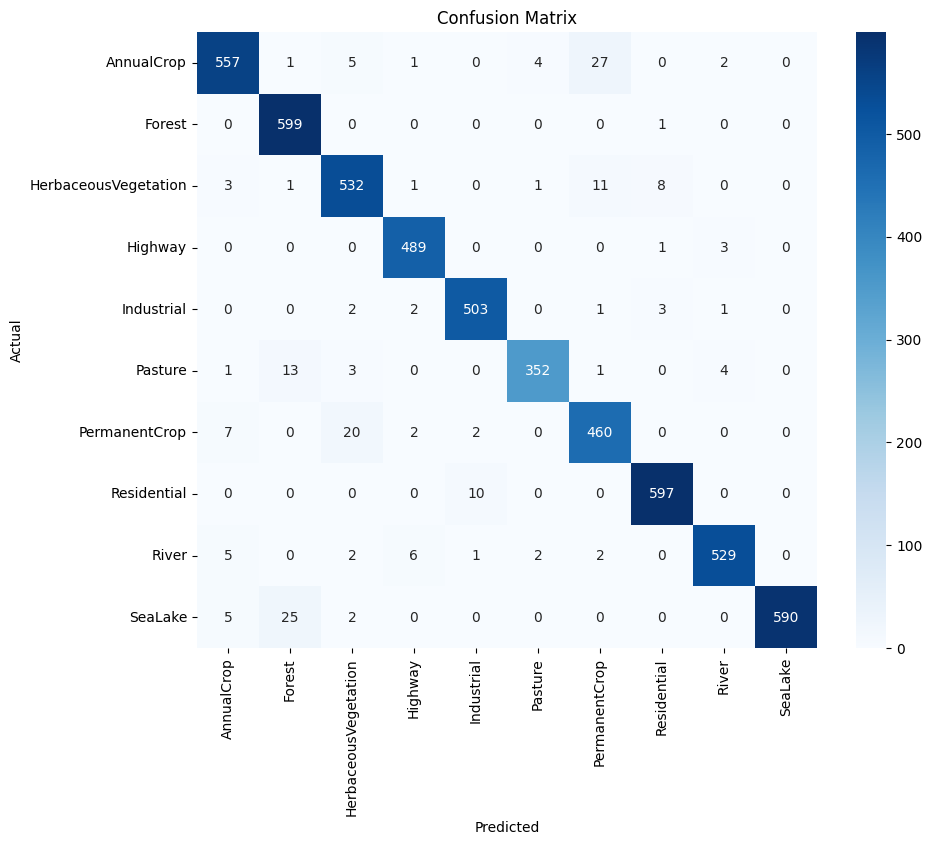 Confusion Matrix
Actual
AnnualCrop 557 1 5 1 0 4 27 0 2 0
Forest 0 599 0 0 0 0 0 1 0 0
HerbaceousVegetation 3 1 532 1 0 1 11 8 0 0
Highway 0 0 0 489 0 0 0 1 3 0
Industrial 0 0 2 2 503 0 1 3 1 0
Pasture 1 13 3 0 0 352 1 0 4 0
PermanentCrop 7 0 20 2 2 0 460 0 0 0
Residential 0 0 0 0 10 0 0 597 0 0
River 5 0 2 6 1 2 2 0 529 0
SeaLake 5 25 2 0 0 0 0 0 0 590
AnnualCrop
Forest
HerbaceousVegetation
Highway
Industrial
Pasture
PermanentCrop
Residential
River
SeaLake
Predicted
500
400
300
200
100
0